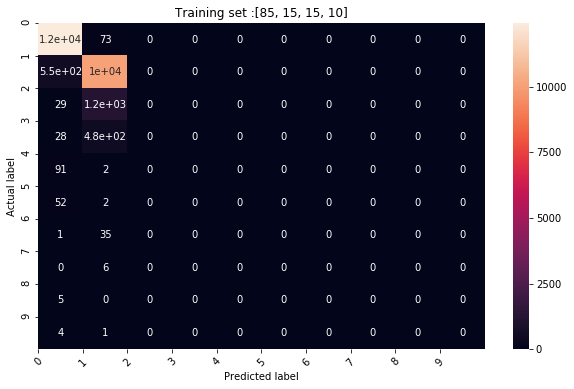 Training set :[85, 15, 15, 10]
Actual label
0 1.2e+04 73 0 0 0 0 0 0 0 0
1 5.5e+02 1e+04 0 0 0 0 0 0 0 0
2 29 1.2e+03 0 0 0 0 0 0 0 0
3 28 4.8e+02 0 0 0 0 0 0 0 0
4 91 2 0 0 0 0 0 0 0 0
5 52 2 0 0 0 0 0 0 0 0
6 1 35 0 0 0 0 0 0 0 0
7 0 6 0 0 0 0 0 0 0 0
8 5 0 0 0 0 0 0 0 0 0
9 4 1 0 0 0 0 0 0 0 0
0 1 2 3 4 5 6 7 8 9
Predicted label
10000
7500
5000
2500
0